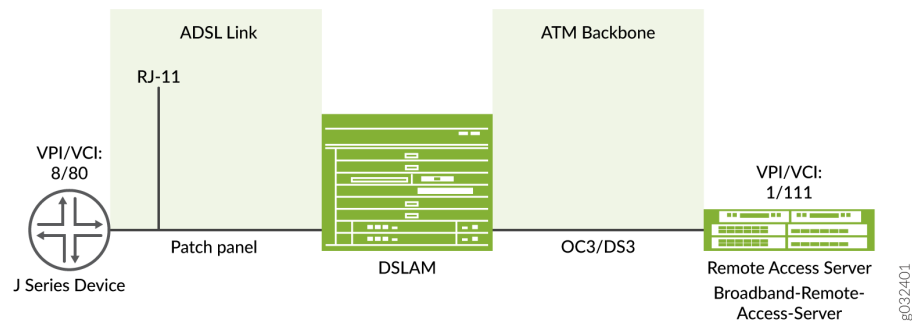 ADSL Link
ATM Backbone
RJ-11
VPI/VCI:
8/80
VPI/VCI:
1/111
Patch panel
OC3/DS3
DSLAM
J Series Device
Remote Access Server
Broadband-Remote-
Access-Server
g032401